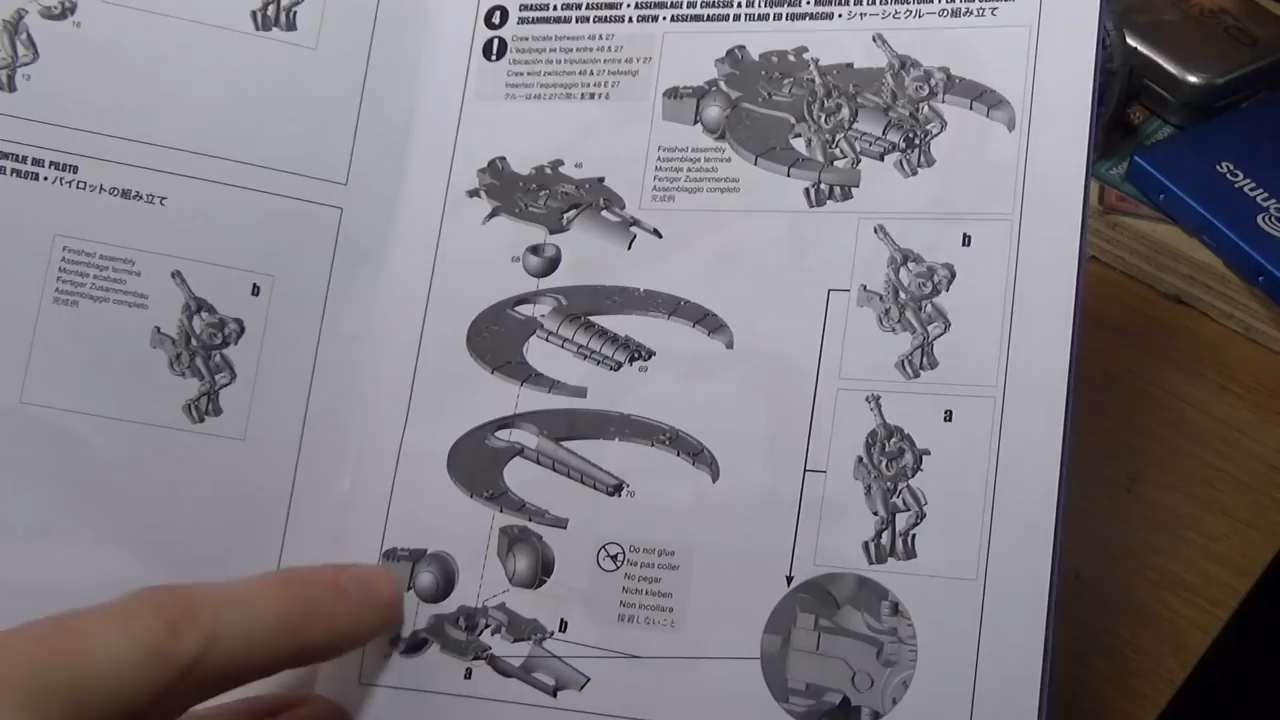 16
13
ONTAJE DEL PILOTO
EL PILOTA • パイロットの組み立て
Finished assembly
Assemblage terminé
Montaje acabado
Fertiger Zusammenbau
Assemblaggio completo
完成例
b
4
CHASSIS & CREW ASSEMBLY • ASSEMBLAGE DU CHASSIS & DE L'ÉQUIPAGE • MONTAJE DE LA ESTRUCTURA Y LA TRIPULACIÓN
ZUSAMMENBAU VON CHASSIS & CREW • ASSEMBLAGGIO DI TELAIO ED EQUIPAGGIO • シャーシとクルーの組み立て
!
Crew locate between 46 & 27
L'équipage se loge entre 46 & 27
Ubicación de la tripulación entre 46 Y 27
Crew wird zwischen 46 & 27 befestigt
Inserisci l'equipaggio tra 46 E 27
クルーは46と27の間に配置する
Finished assembly
Assemblage terminé
Montaje acabado
Fertiger Zusammenbau
Assemblaggio completo
完成例
46
68
69
70
b
a
Do not glue
Ne pas coller
No pegar
Nicht kleben
Non incollare
接着しないこと
b
a